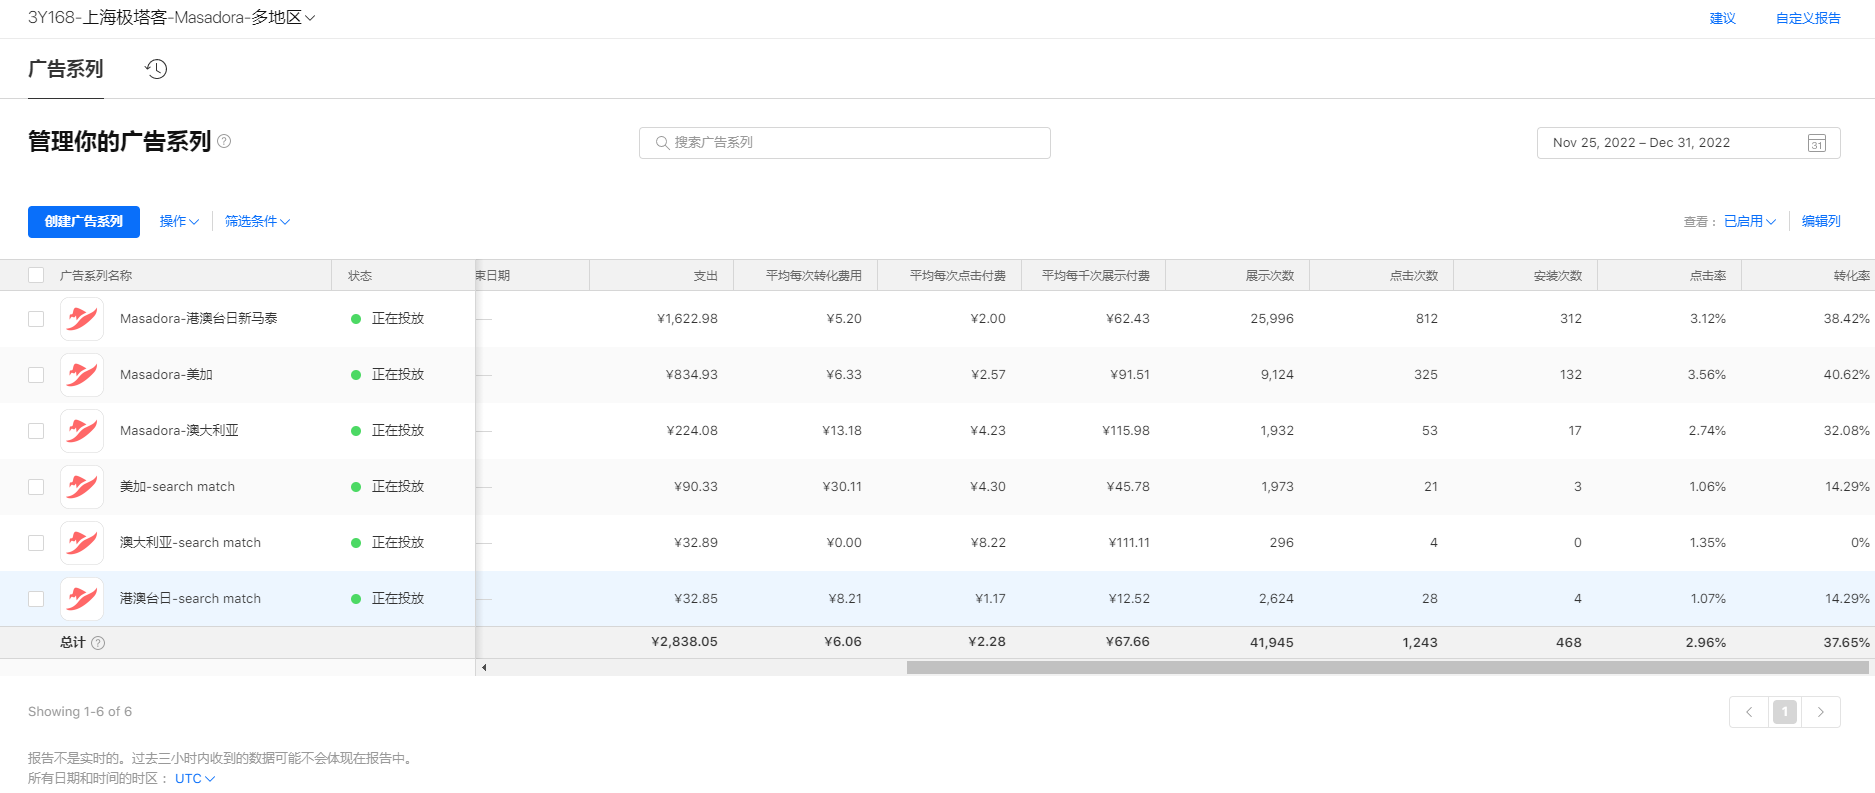 3Y168-上海极塔客-Masadora-多地区
建议 自定义报告
广告系列
管理你的广告系列
搜索广告系列
Nov 25, 2022 – Dec 31, 2022
31
创建广告系列 操作 筛选条件 查看： 已启用 编辑列
广告系列名称 状态 束日期 支出 平均每次转化费用 平均每次点击付费 平均每千次展示付费 展示次数 点击次数 安装次数 点击率 转化率
Masadora-港澳台日新马泰 正在投放 — ¥1,622.98 ¥5.20 ¥2.00 ¥62.43 25,996 812 312 3.12% 38.42%
Masadora-美加 正在投放 — ¥834.93 ¥6.33 ¥2.57 ¥91.51 9,124 325 132 3.56% 40.62%
Masadora-澳大利亚 正在投放 — ¥224.08 ¥13.18 ¥4.23 ¥115.98 1,932 53 17 2.74% 32.08%
美加-search match 正在投放 — ¥90.33 ¥30.11 ¥4.30 ¥45.78 1,973 21 3 1.06% 14.29%
澳大利亚-search match 正在投放 — ¥32.89 ¥0.00 ¥8.22 ¥111.11 296 4 0 1.35% 0%
港澳台日-search match 正在投放 — ¥32.85 ¥8.21 ¥1.17 ¥12.52 2,624 28 4 1.07% 14.29%
总计 ? ¥2,838.05 ¥6.06 ¥2.28 ¥67.66 41,945 1,243 468 2.96% 37.65%
Showing 1-6 of 6
1
报告不是实时的。过去三小时内收到的数据可能不会体现在报告中。
所有日期和时间的时区： UTC